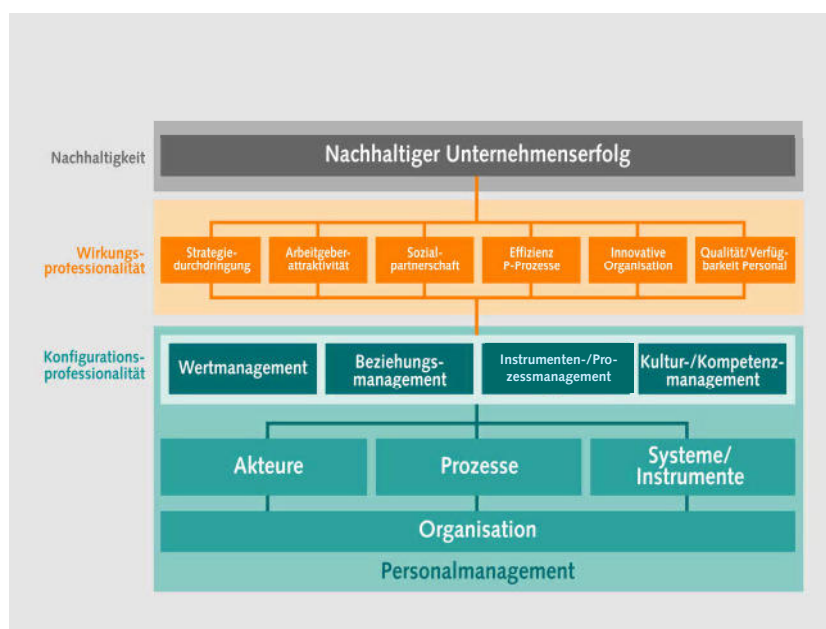 Nachhaltigkeit
Nachhaltiger Unternehmenserfolg
Wirkungs-
professionalität
Strategie-
durchdringung
Arbeitgeber-
attraktivität
Sozial-
partnerschaft
Effizienz
P-Prozesse
Innovative
Organisation
Qualität/Verfüg-
barkeit Personal
Konfigurations-
professionalität
Wertmanagement
Beziehungs-
management
Instrumenten-/Pro-
zessmanagement
Kultur-/Kompetenz-
management
Akteure
Prozesse
Systeme/
Instrumente
Organisation
Personalmanagement